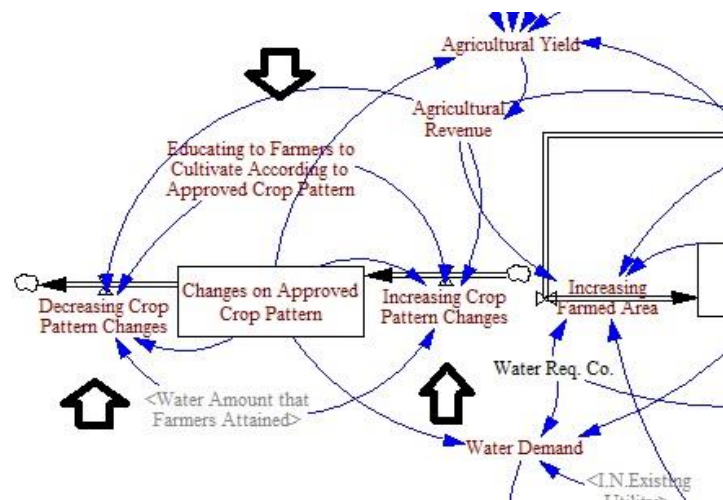 Agricultural Yield
Agricultural
Revenue
Educating to Farmers to
Cultivate According to
Approved Crop Pattern
Decreasing Crop
Pattern Changes
Changes on Approved
Crop Pattern
Increasing Crop
Pattern Changes
Increasing
Farmed Area
Water Req. Co.
<Water Amount that
Farmers Attained>
Water Demand
<I.N.Existing